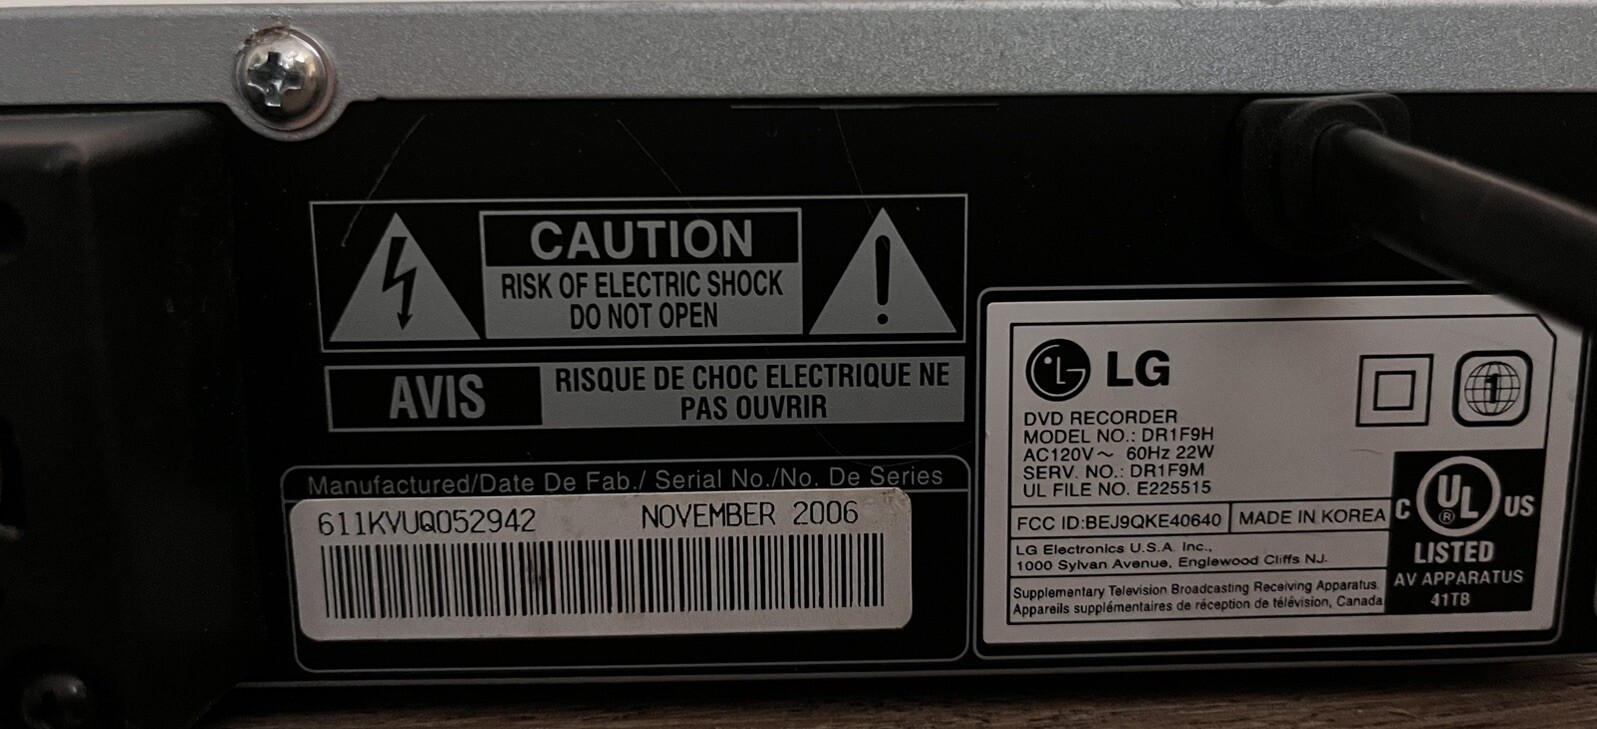 CAUTION
RISK OF ELECTRIC SHOCK
DO NOT OPEN
AVIS
RISQUE DE CHOC ELECTRIQUE NE
PAS OUVRIR
Manufactured/Date De Fab./ Serial No./No. De Series
611KYUQ052942 NOVEMBER 2006
LG
1
DVD RECORDER
MODEL NO.: DR1F9H
AC120V~ 60Hz 22W
SERV. NO.: DR1F9M
UL FILE NO. E225515
FCC ID:BEJ9QKE40640 MADE IN KOREA
LG Electronics U.S.A. Inc.,
1000 Sylvan Avenue, Englewood Cliffs NJ.
Supplementary Television Broadcasting Receiving Apparatus.
Appareils supplémentaires de réception de télévision, Canada
C UL ® US
LISTED
AV APPARATUS
41TB